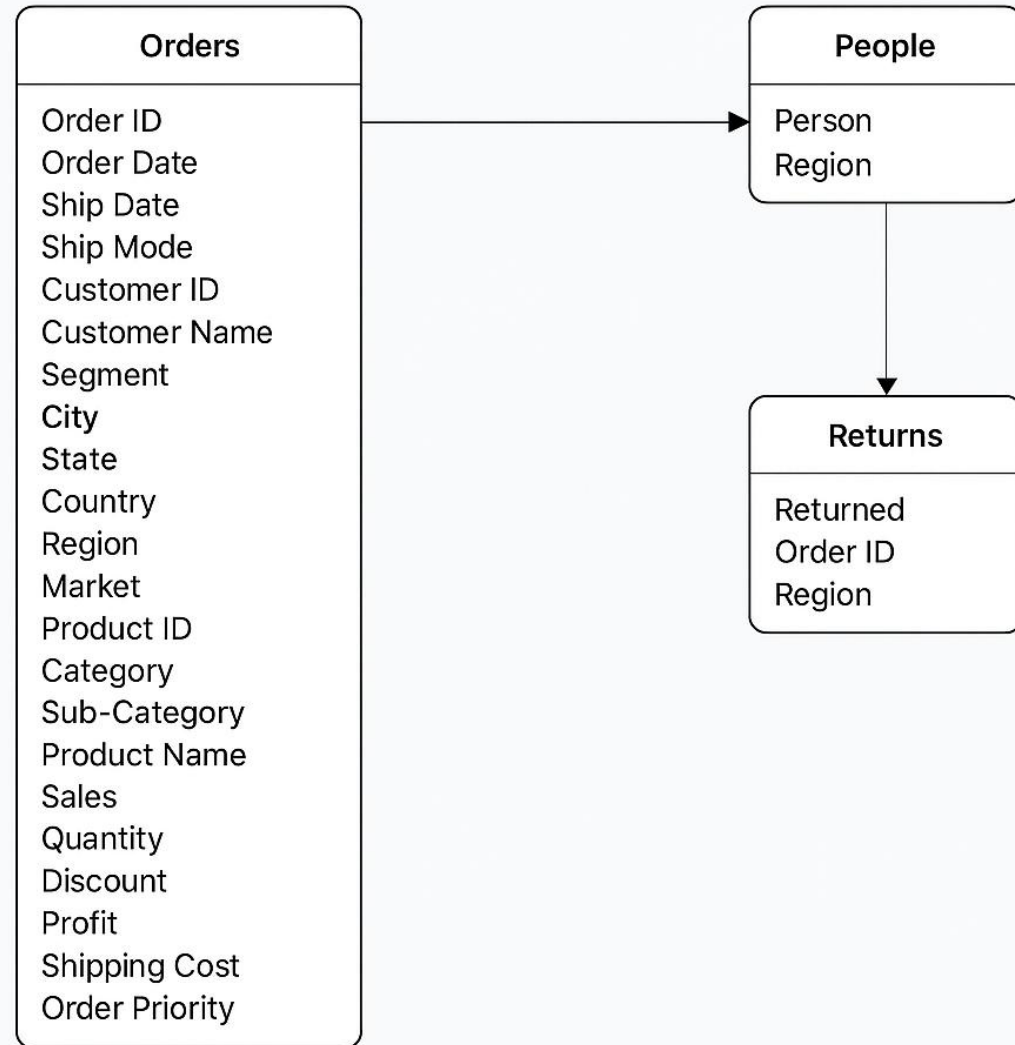 Orders
Order ID
Order Date
Ship Date
Ship Mode
Customer ID
Customer Name
Segment
City
State
Country
Region
Market
Product ID
Category
Sub-Category
Product Name
Sales
Quantity
Discount
Profit
Shipping Cost
Order Priority
People
Person
Region
Returns
Returned
Order ID
Region